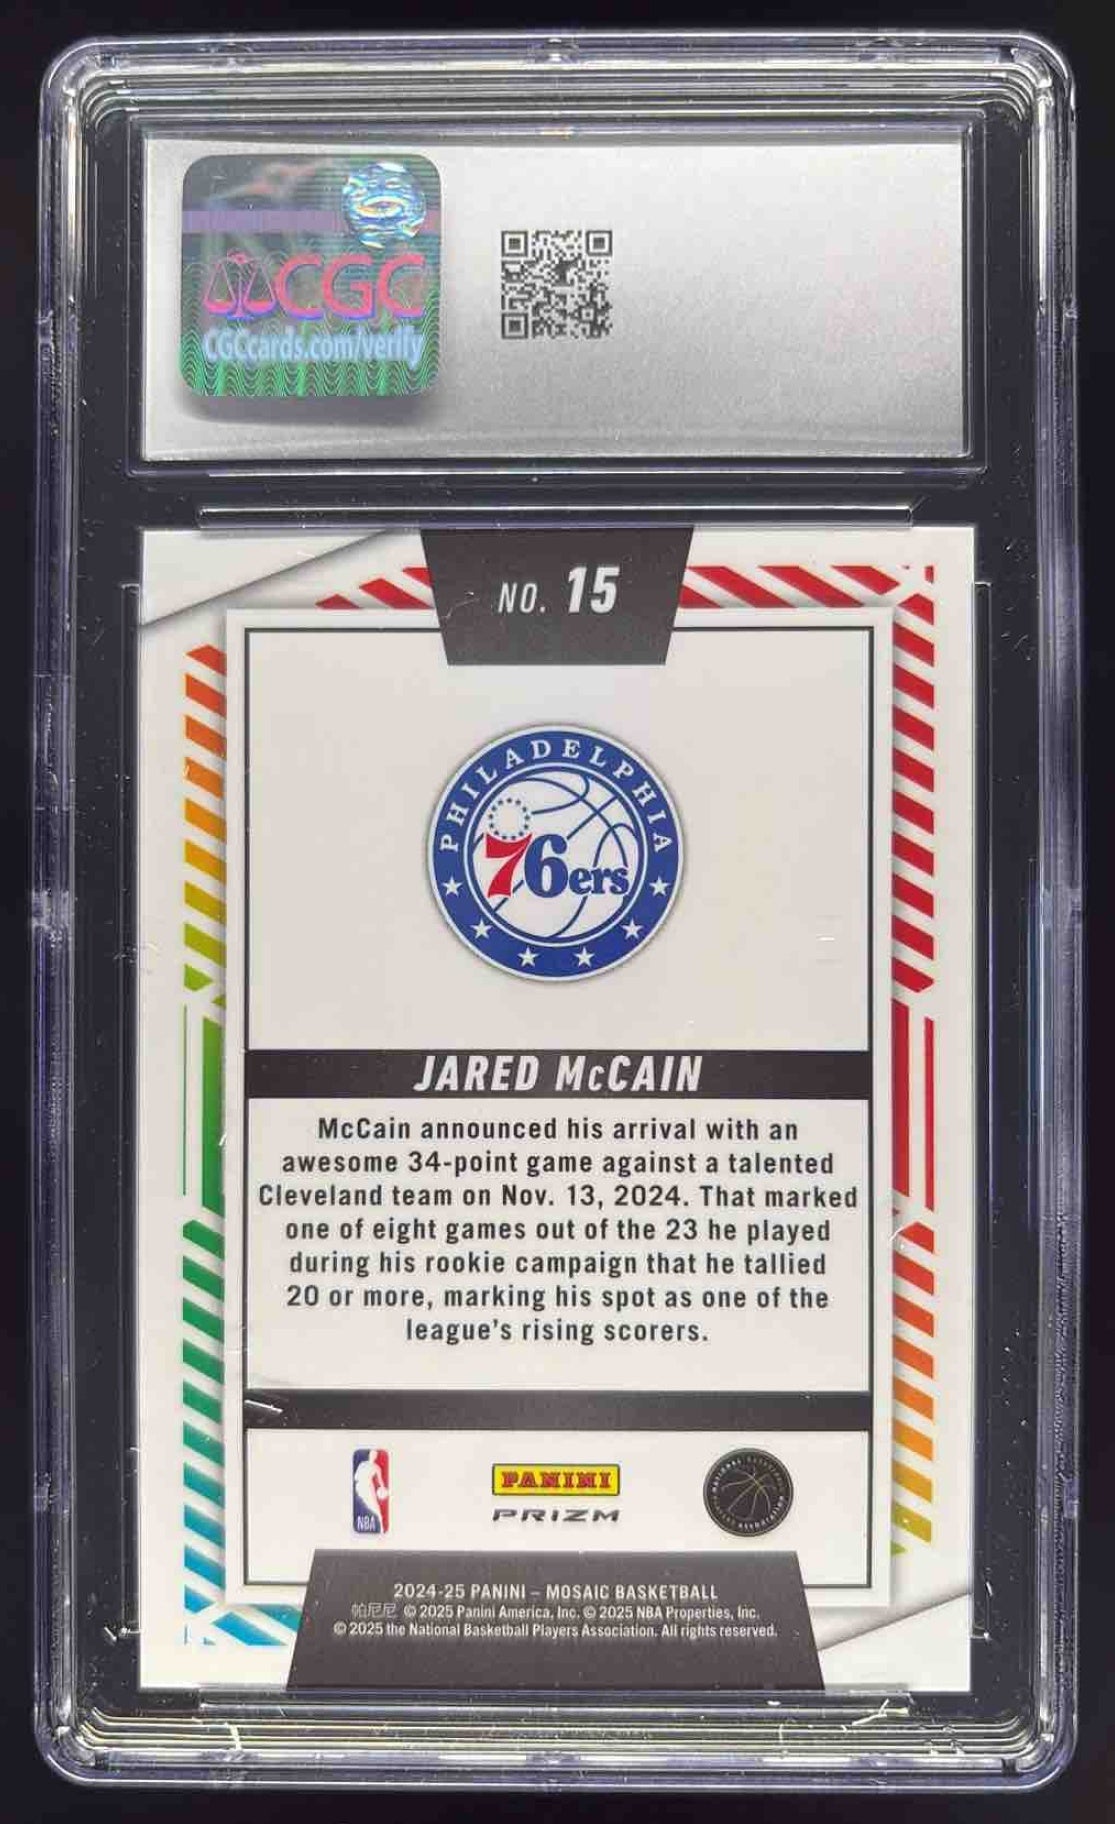 CGC
CGCcards.com/verify
NO. 15
PHILADELPHIA
76ers
JARED McCAIN
McCain announced his arrival with an
awesome 34-point game against a talented
Cleveland team on Nov. 13, 2024. That marked
one of eight games out of the 23 he played
during his rookie campaign that he tallied
20 or more, marking his spot as one of the
league's rising scorers.
NBA
PANINI
PRIZM
2024-25 PANINI – MOSAIC BASKETBALL
帕尼尼 © 2025 Panini America, Inc. © 2025 NBA Properties, Inc.
© 2025 the National Basketball Players Association. All rights reserved.